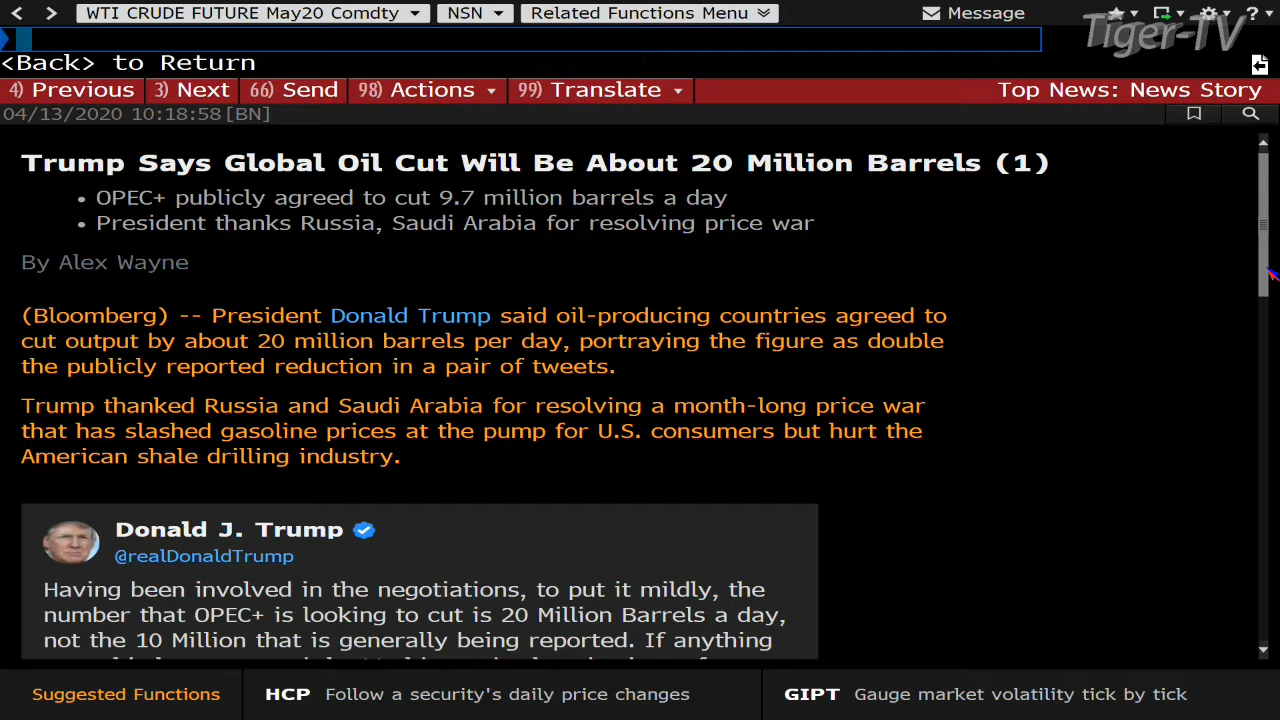 WTI CRUDE FUTURE May20 Comdty NSN Related Functions Menu Message ?
Tiger-TV
<Back> to Return
4) Previous 3) Next 66) Send 98) Actions 99) Translate Top News: News Story
04/13/2020 10:18:58[BN]
Trump Says Global Oil Cut Will Be About 20 Million Barrels (1)
• OPEC+ publicly agreed to cut 9.7 million barrels a day
• President thanks Russia, Saudi Arabia for resolving price war
By Alex Wayne
(Bloomberg) -- President Donald Trump said oil-producing countries agreed to
cut output by about 20 million barrels per day, portraying the figure as double
the publicly reported reduction in a pair of tweets.
Trump thanked Russia and Saudi Arabia for resolving a month-long price war
that has slashed gasoline prices at the pump for U.S. consumers but hurt the
American shale drilling industry.
Donald J. Trump
@realDonaldTrump
Having been involved in the negotiations, to put it mildly, the
number that OPEC+ is looking to cut is 20 Million Barrels a day,
not the 10 Million that is generally being reported. If anything
Suggested Functions HCP Follow a security's daily price changes GIPT Gauge market volatility tick by tick